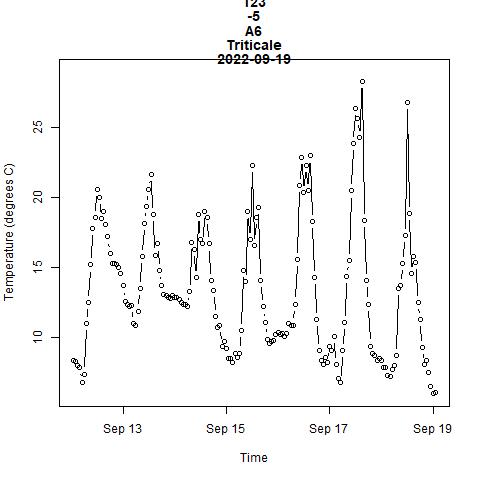 123
-5
A6
Triticale
2022-09-19
Temperature (degrees C)
25
20
15
10
Sep 13
Sep 15
Sep 17
Sep 19
Time